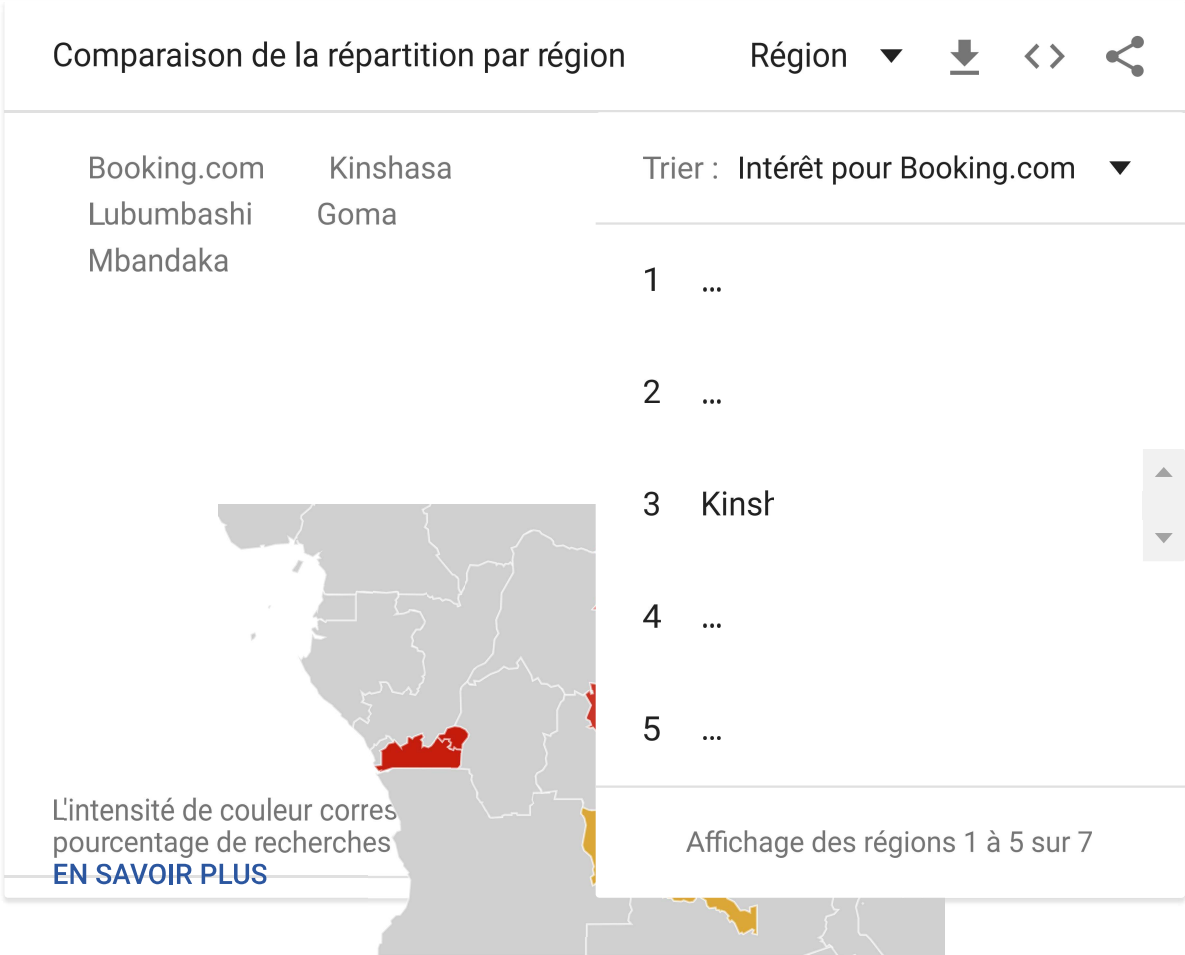 Comparaison de la répartition par région
Région
Booking.com Kinshasa
Lubumbashi Goma
Mbandaka
L'intensité de couleur corres
pourcentage de recherches
EN SAVOIR PLUS
Trier : Intérêt pour Booking.com
1 ...
2 ...
3 Kinsh
4 ...
5 ...
Affichage des régions 1 à 5 sur 7